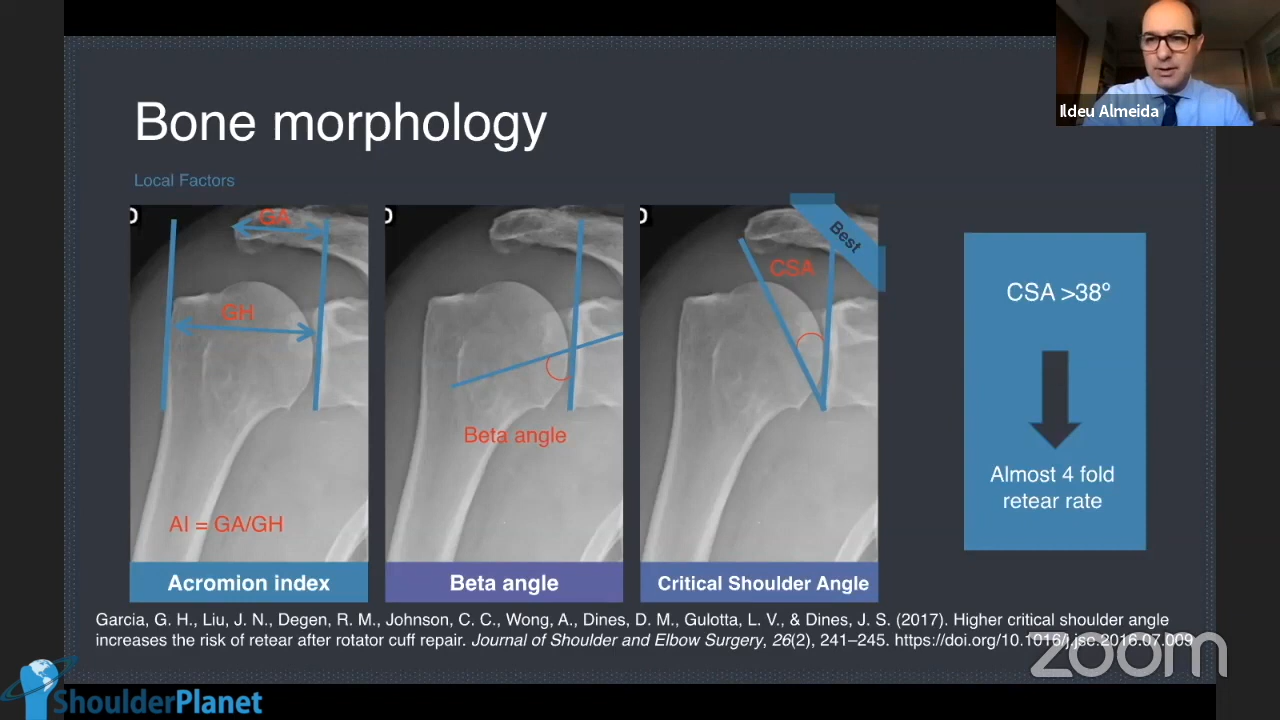 Ildeu Almeida
Bone morphology
Local Factors
D
GA
GH
AI = GA/GH
Acromion index
D
Beta angle
Beta angle
D
Best
CSA
Critical Shoulder Angle
CSA >38º
Almost 4 fold
retear rate
Garcia, G. H., Liu, J. N., Degen, R. M., Johnson, C. C., Wong, A., Dines, D. M., Gulotta, L. V., & Dines, J. S. (2017). Higher critical shoulder angle
increases the risk of retear after rotator cuff repair. Journal of Shoulder and Elbow Surgery, 26(2), 241–245. https://doi.org/10.1016/j.jsc.2016.07.009
zoom
ShoulderPlanet